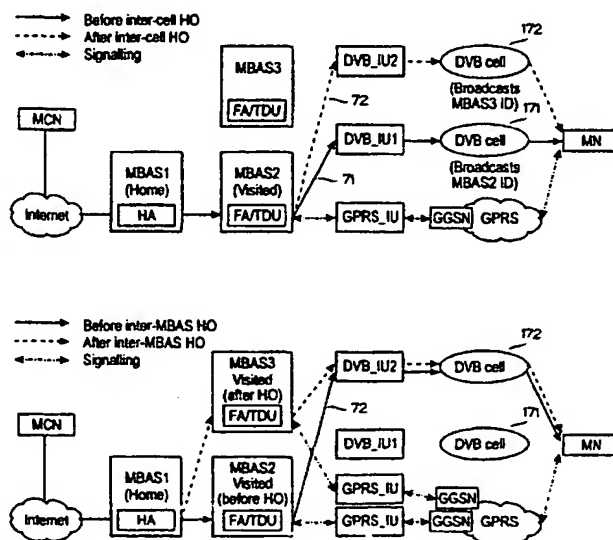 Before inter-cell HO
After inter-cell HO
Signalling
MBAS3
FA/TDU
DVB_IU2
DVB cell
172
(Broadcasts
MBAS3 ID)
72
171
MCN
MBAS1
(Home)
HA
MBAS2
(Visited)
FA/TDU
DVB_IU1
DVB cell
MN
71
(Broadcasts
MBAS2 ID)
Internet
GPRS_IU
GGSN
GPRS
Before inter-MBAS HO
After inter-MBAS HO
Signalling
MBAS3
Visited
(after HO)
FA/TDU
DVB_IU2
DVB cell
172
72
171
MCN
MBAS1
(Home)
HA
MBAS2
Visited
(before HO)
FA/TDU
DVB_IU1
DVB cell
MN
GPRS_IU
GGSN
Internet
GPRS_IU
GGSN
GPRS